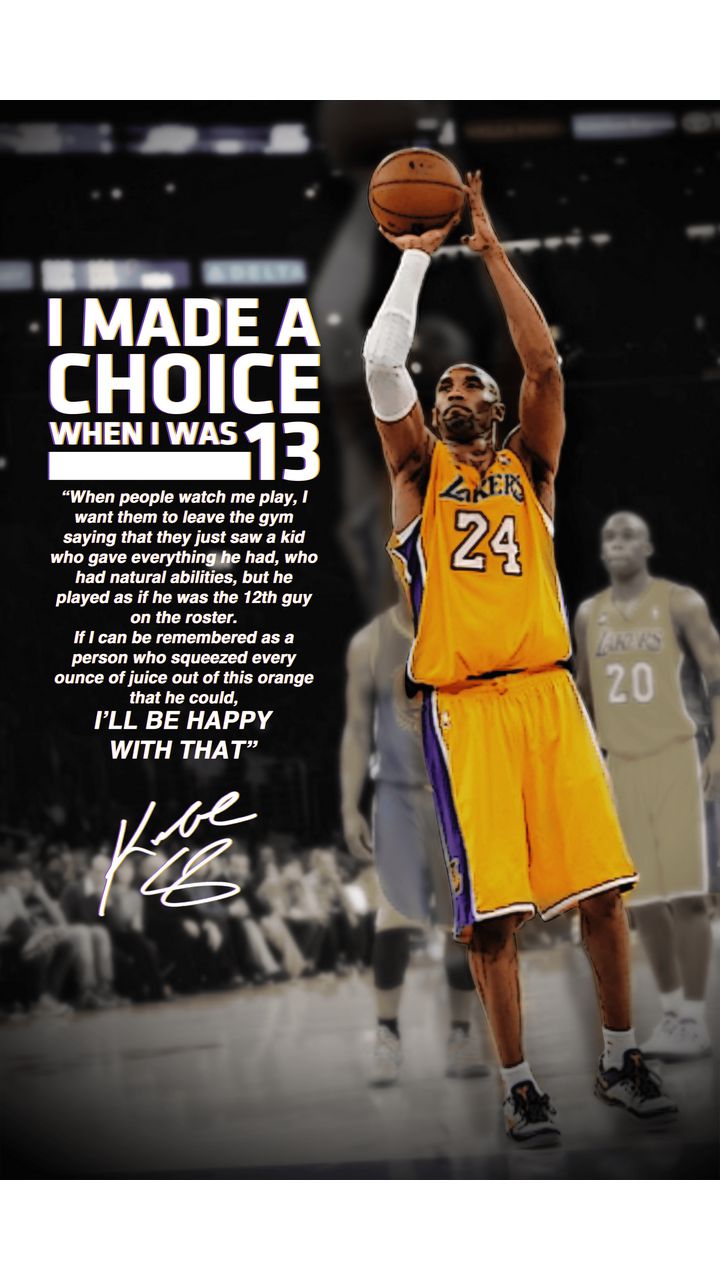 DELTA
I MADE A
CHOICE
WHEN I WAS 13
“When people watch me play, I
want them to leave the gym
saying that they just saw a kid
who gave everything he had, who
had natural abilities, but he
played as if he was the 12th guy
on the roster.
If I can be remembered as a
person who squeezed every
ounce of juice out of this orange
that he could,
I’LL BE HAPPY
WITH THAT”
LAKERS
24
LAKERS
20